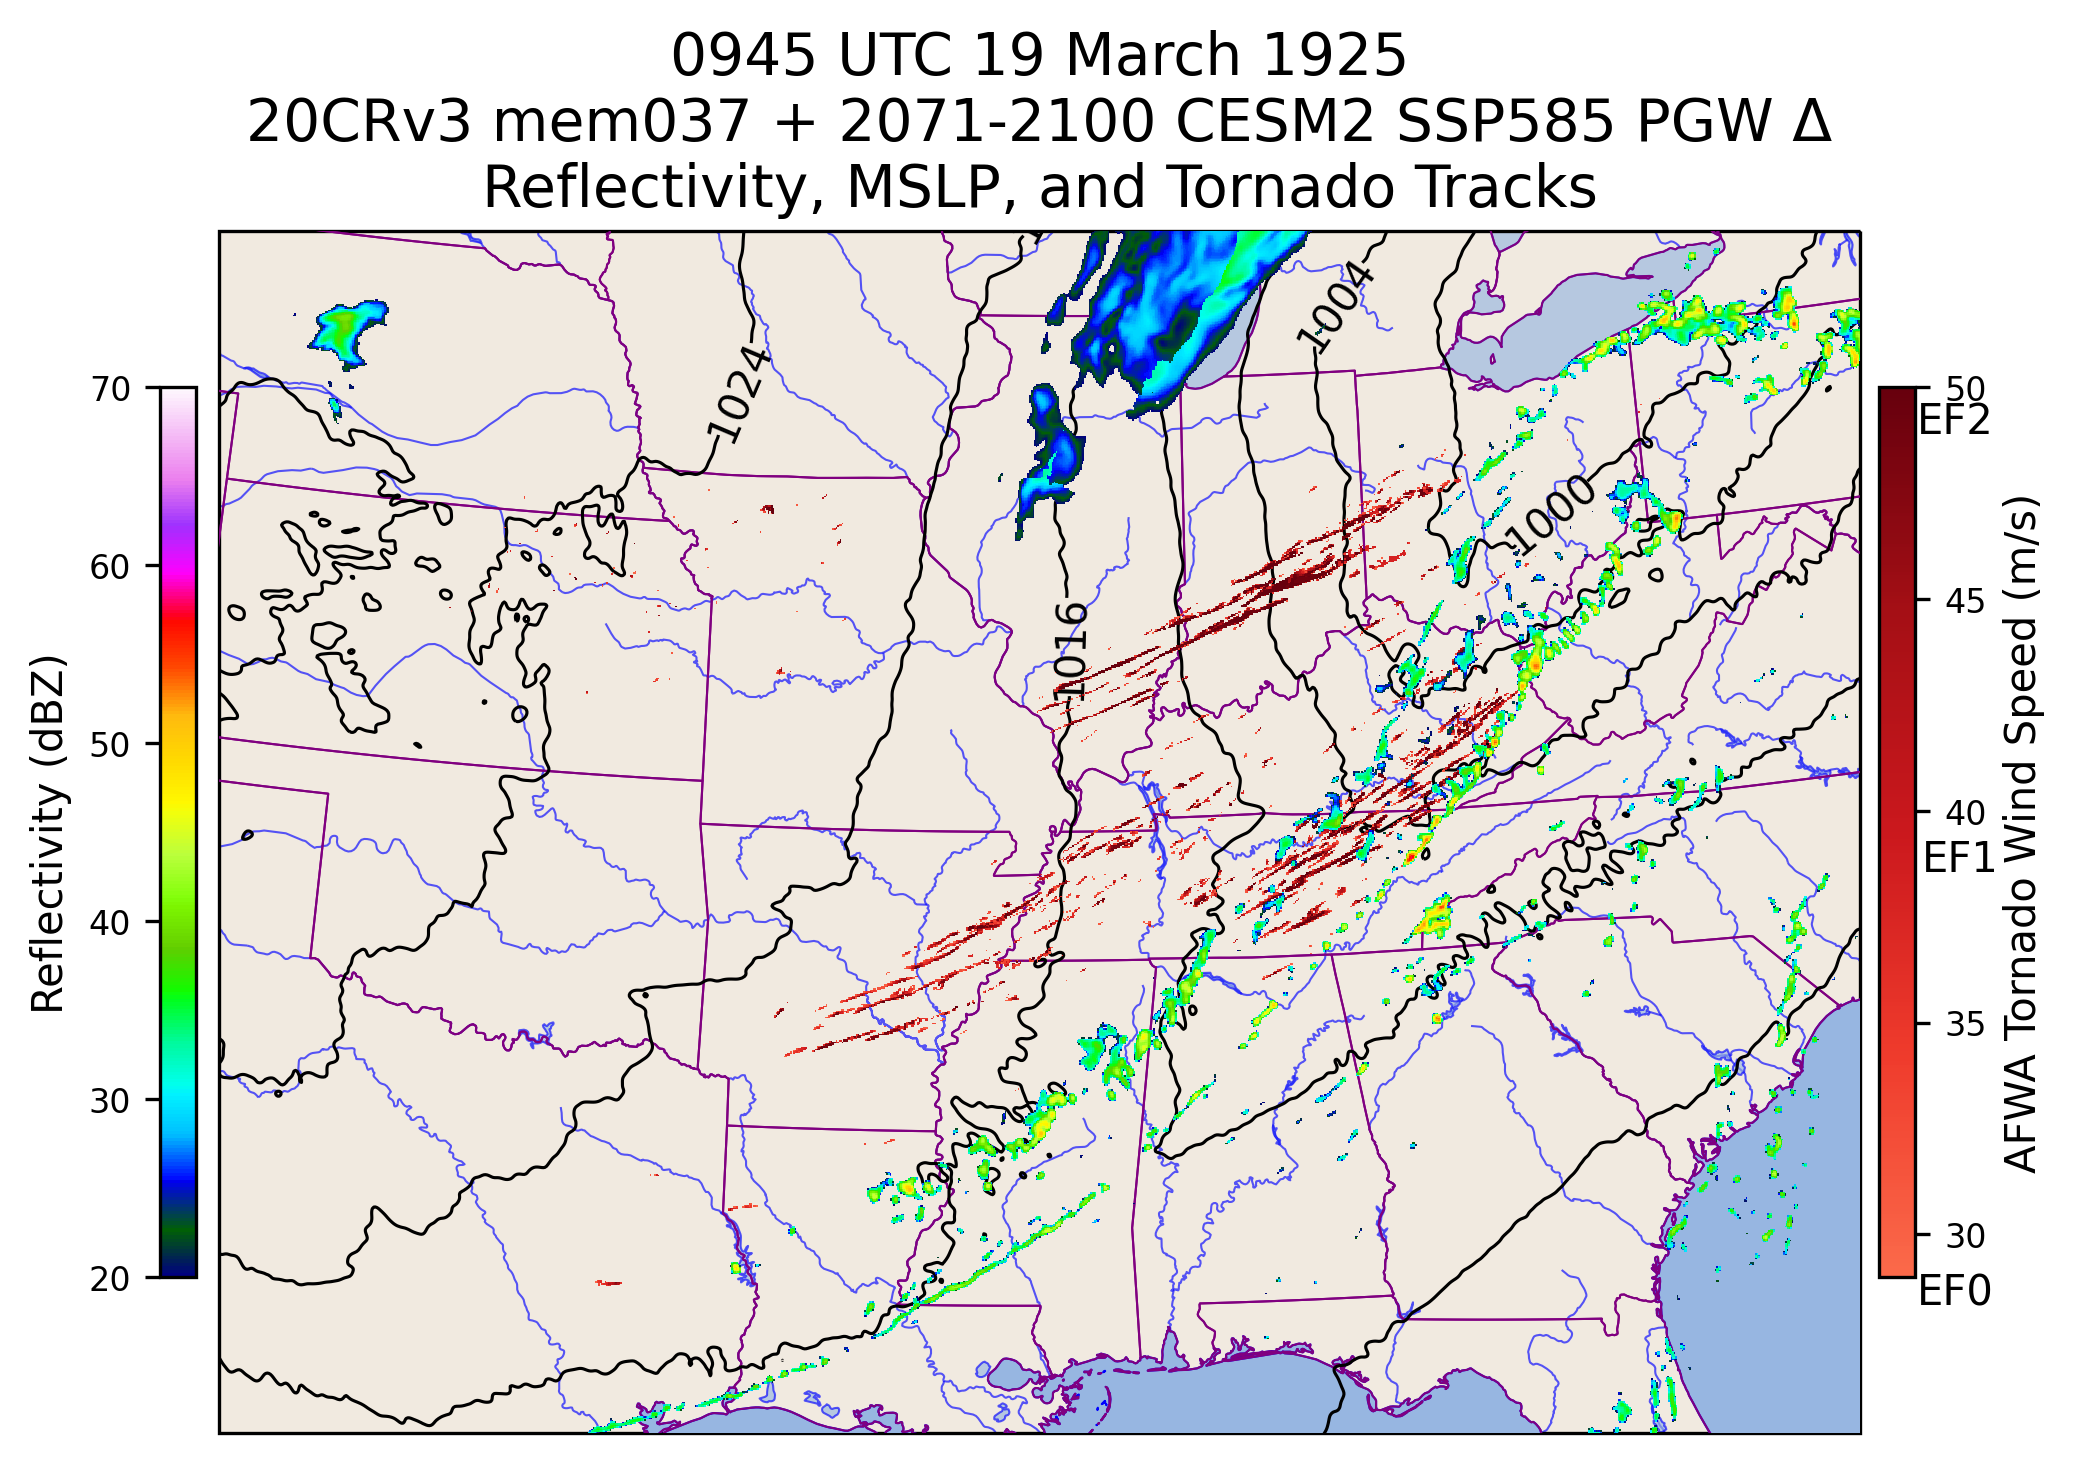 0945 UTC 19 March 1925
20CRv3 mem037 + 2071-2100 CESM2 SSP585 PGW Δ
Reflectivity, MSLP, and Tornado Tracks
Reflectivity (dBZ)
70
60
50
40
30
20
1024
1004
1000
1016
50
EF2
45
40
EF1
35
30
EF0
AFWA Tornado Wind Speed (m/s)